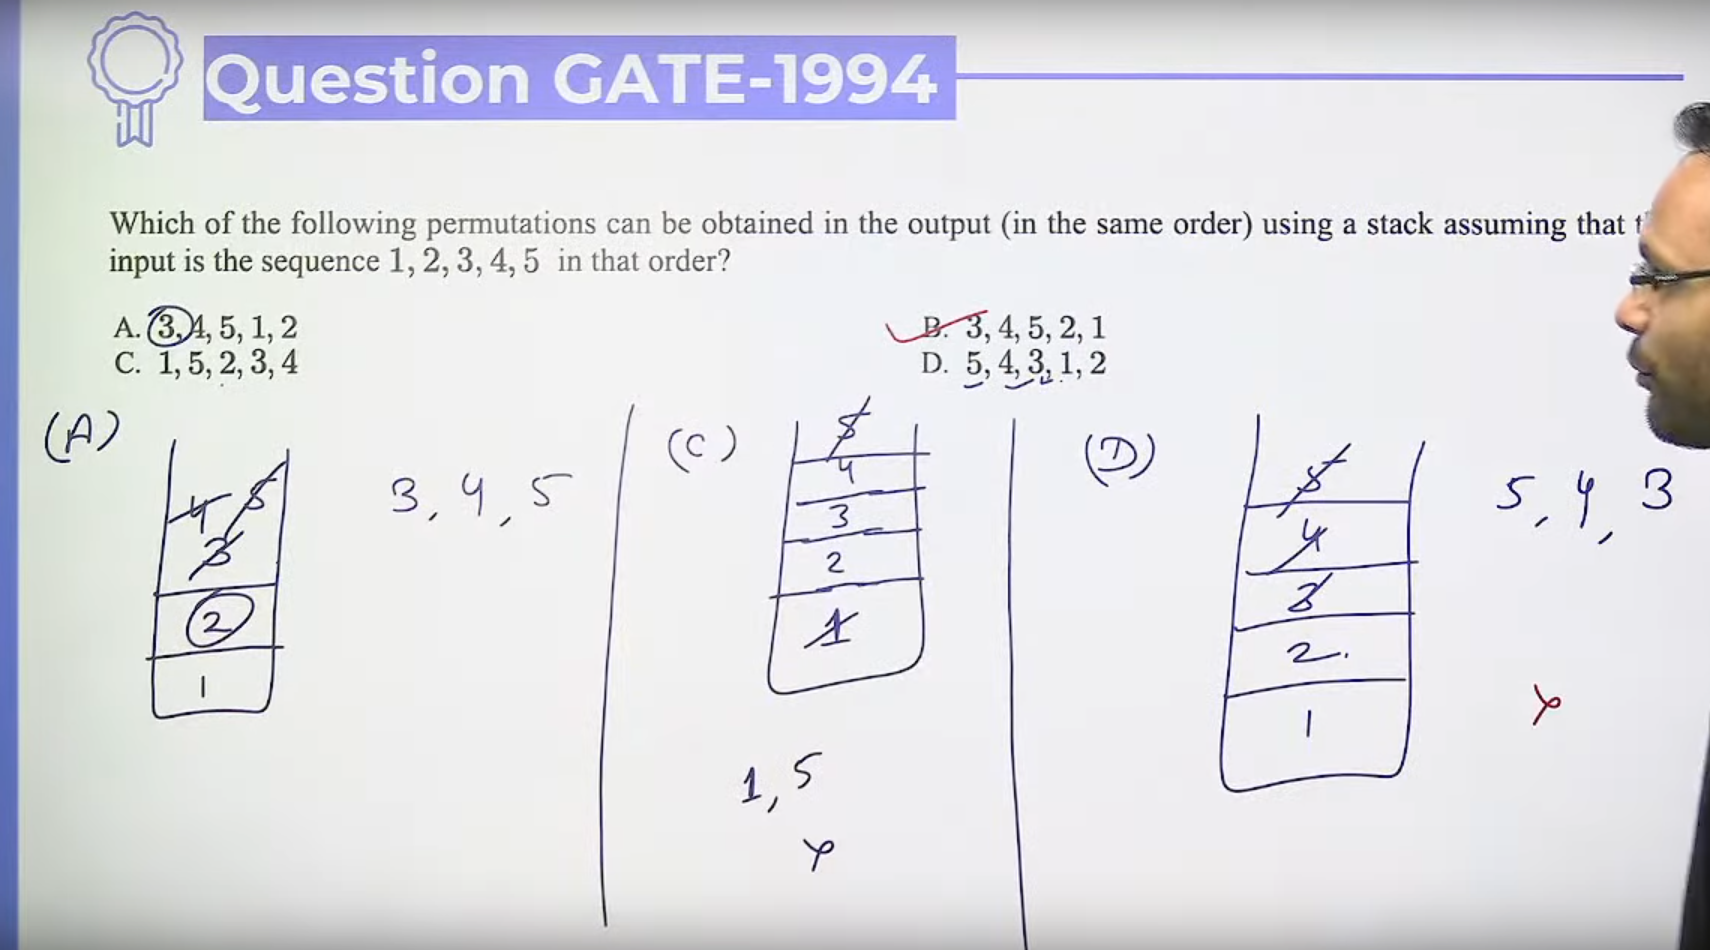 Question GATE-1994
Which of the following permutations can be obtained in the output (in the same order) using a stack assuming that
input is the sequence 1, 2, 3, 4, 5 in that order?
A. 3, 4, 5, 1, 2
B. 3, 4, 5, 2, 1
C. 1, 5, 2, 3, 4
D. 5, 4, 3, 1, 2
(A)
4 5
3
2
1
3, 4, 5
(C)
5
4
3
2
1
1, 5
(D)
5
4
3
2.
1
5, 4, 3